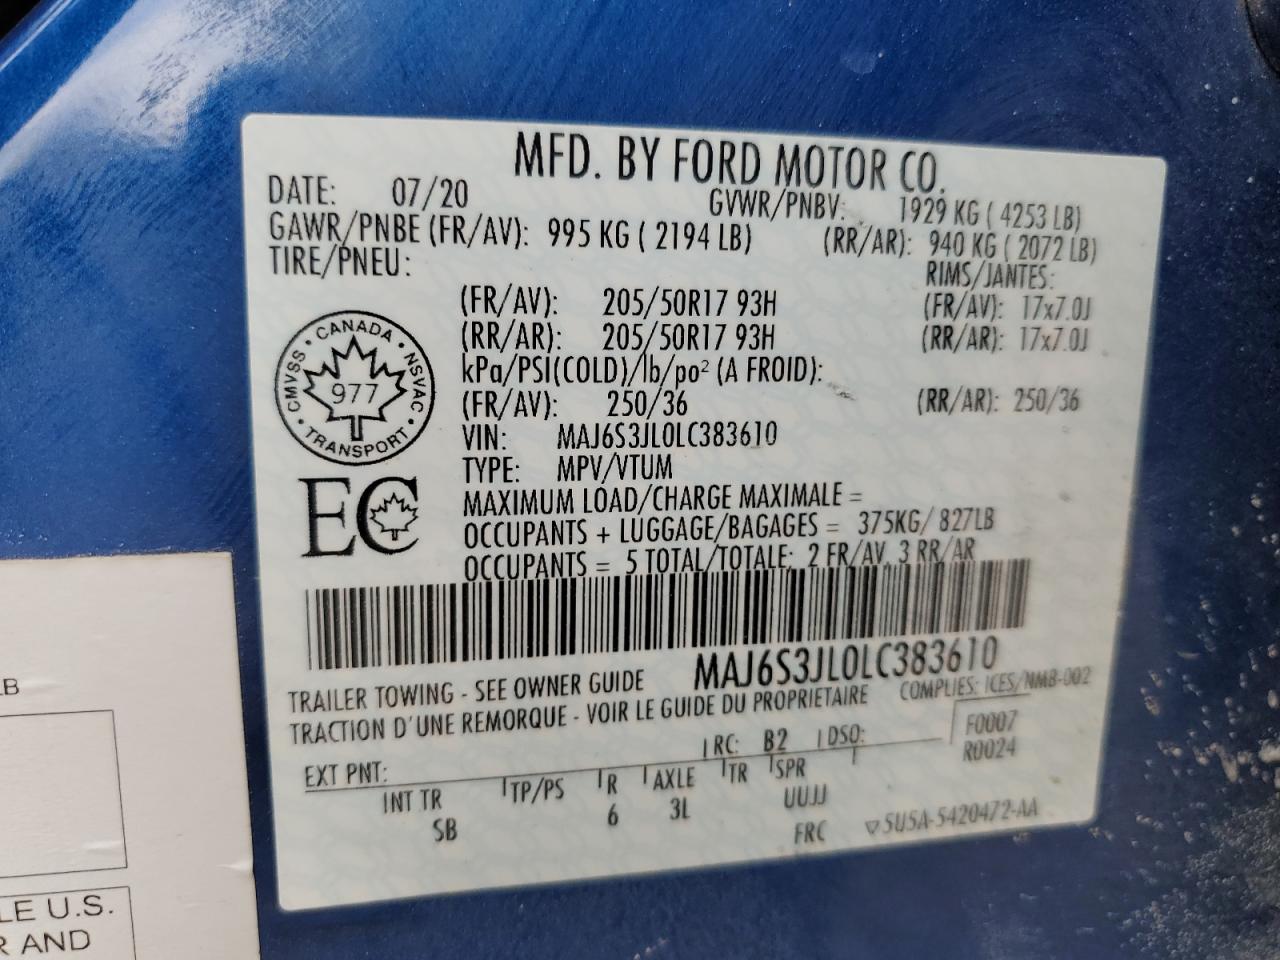 MFD. BY FORD MOTOR CO.
DATE: 07/20 GVWR/PNBV: 1929 KG ( 4253 LB)
GAWR/PNBE (FR/AV): 995 KG ( 2194 LB) (RR/AR): 940 KG ( 2072 LB)
TIRE/PNEU: RIMS/JANTES:
(FR/AV): 205/50R17 93H (FR/AV): 17x7.0J
(RR/AR): 205/50R17 93H (RR/AR): 17x7.0J
kPa/PSI(COLD)/lb/po² (A FROID):
(FR/AV): 250/36 (RR/AR): 250/36
VIN: MAJ6S3JL0LC383610
TYPE: MPV/VTUM
MAXIMUM LOAD/CHARGE MAXIMALE =
OCCUPANTS + LUGGAGE/BAGAGES = 375KG/ 827LB
OCCUPANTS = 5 TOTAL/TOTALE: 2 FR/AV, 3 RR/AR
CANADA • NSVAC • TRANSPORT • CMVSS •
977
EC
MAJ6S3JL0LC383610
TRAILER TOWING - SEE OWNER GUIDE COMPLIES: ICES/NMB-002
TRACTION D'UNE REMORQUE - VOIR LE GUIDE DU PROPRIETAIRE
F0007
R0024
EXT PNT: RC: B2 DSO:
INT TR TP/PS R AXLE TR SPR
SB 6 3L UUJJ
FRC ▽5U5A-5420472-AA
LB
LE U.S.
R AND